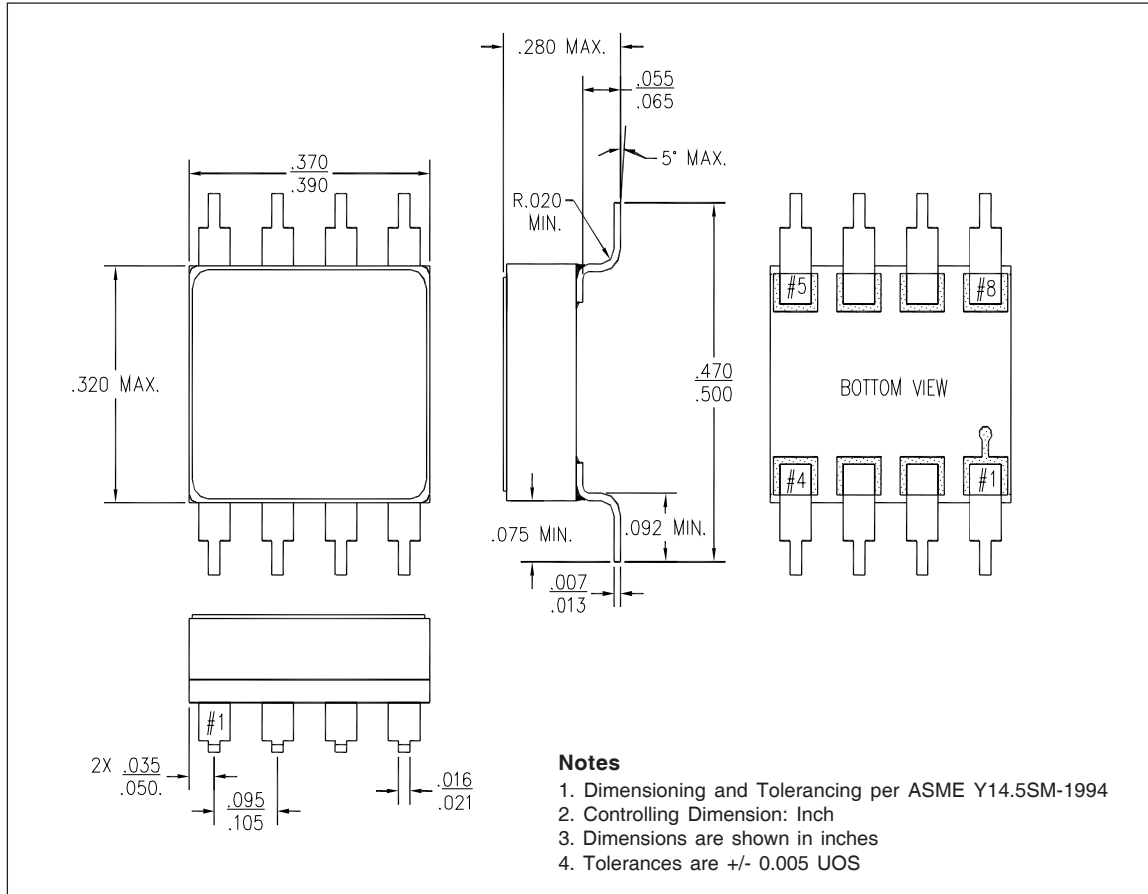 .280 MAX.
.055
.065
5° MAX.
.370
.390
R.020
MIN.
#5
#8
.320 MAX.
.470
.500
BOTTOM VIEW
#4
#1
.075 MIN.
.092 MIN.
.007
.013
#1
2X .035
.050.
.095
.105
.016
.021
Notes
1. Dimensioning and Tolerancing per ASME Y14.5SM-1994
2. Controlling Dimension: Inch
3. Dimensions are shown in inches
4. Tolerances are +/- 0.005 UOS